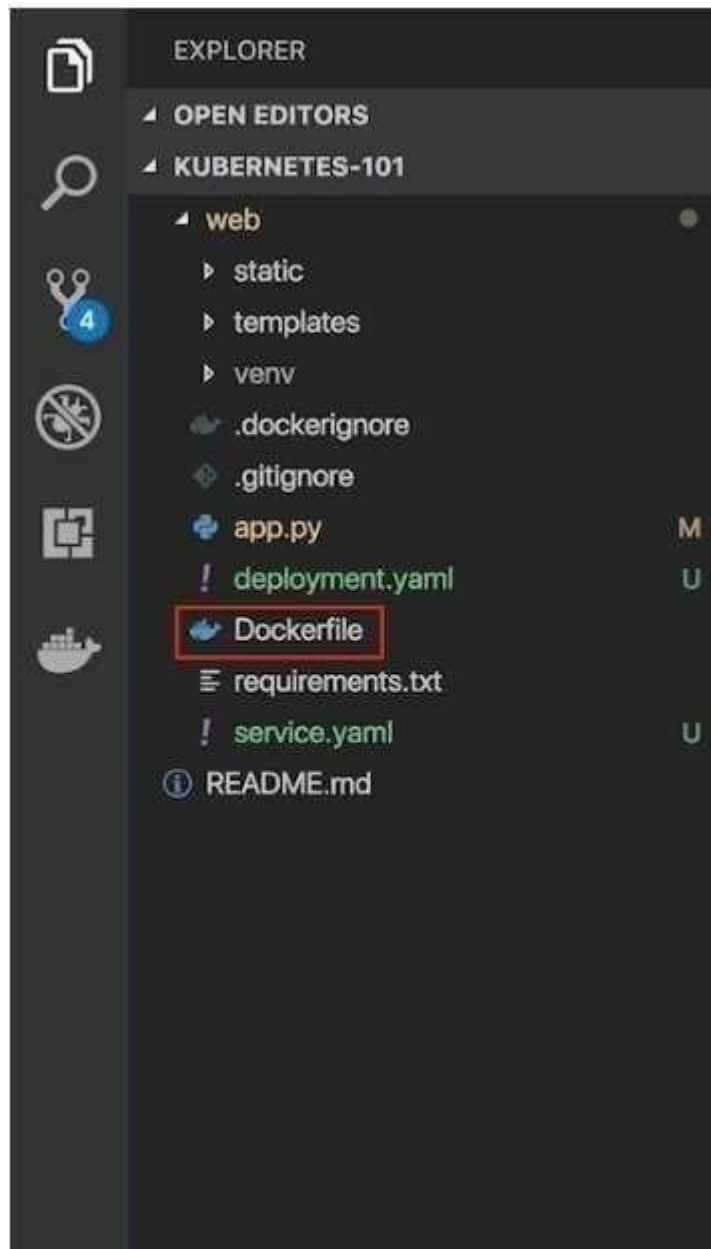 EXPLORER
OPEN EDITORS
KUBERNETES-101
web
static
4
templates
venv
.dockerignore
.gitignore
app.py M
deployment.yaml U
Dockerfile
requirements.txt
service.yaml U
README.md